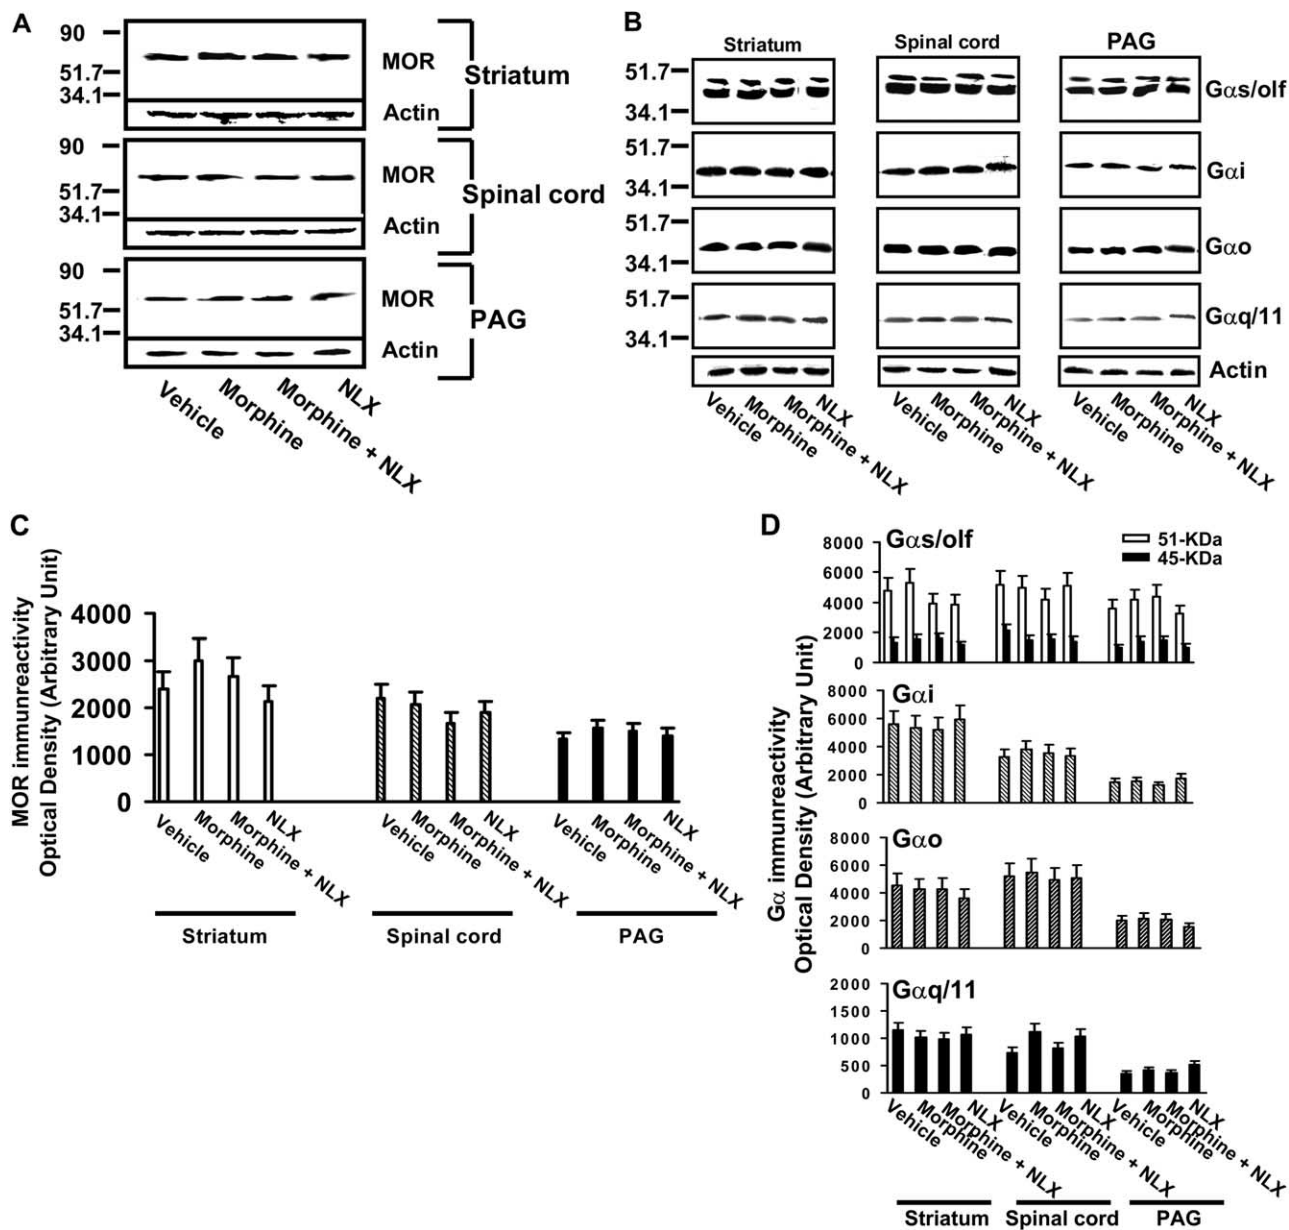 A
90
51.7
34.1
MOR
Actin
Striatum
90
51.7
34.1
MOR
Actin
Spinal cord
90
51.7
34.1
MOR
Actin
PAG
Vehicle
Morphine
Morphine + NLX
NLX
B
Striatum
Spinal cord
PAG
51.7
34.1
Gαs/olf
51.7
34.1
Gαi
51.7
34.1
Gαo
51.7
34.1
Gαq/11
Actin
Vehicle
Morphine
Morphine + NLX
NLX
Vehicle
Morphine
Morphine + NLX
NLX
Vehicle
Morphine
Morphine + NLX
NLX
C
MOR immunreactivity
Optical Density (Arbitrary Unit)
4000
3000
2000
1000
0
Vehicle
Morphine
Morphine + NLX
NLX
Vehicle
Morphine
Morphine + NLX
NLX
Vehicle
Morphine
Morphine + NLX
NLX
Striatum
Spinal cord
PAG
D
Gα immunreactivity
Optical Density (Arbitrary Unit)
Gαs/olf
51-KDa
45-KDa
8000
6000
4000
2000
0
Gαi
8000
6000
4000
2000
0
Gαo
8000
6000
4000
2000
0
Gαq/11
2000
1500
1000
500
0
Vehicle
Morphine
Morphine + NLX
NLX
Vehicle
Morphine
Morphine + NLX
NLX
Vehicle
Morphine
Morphine + NLX
NLX
Striatum
Spinal cord
PAG